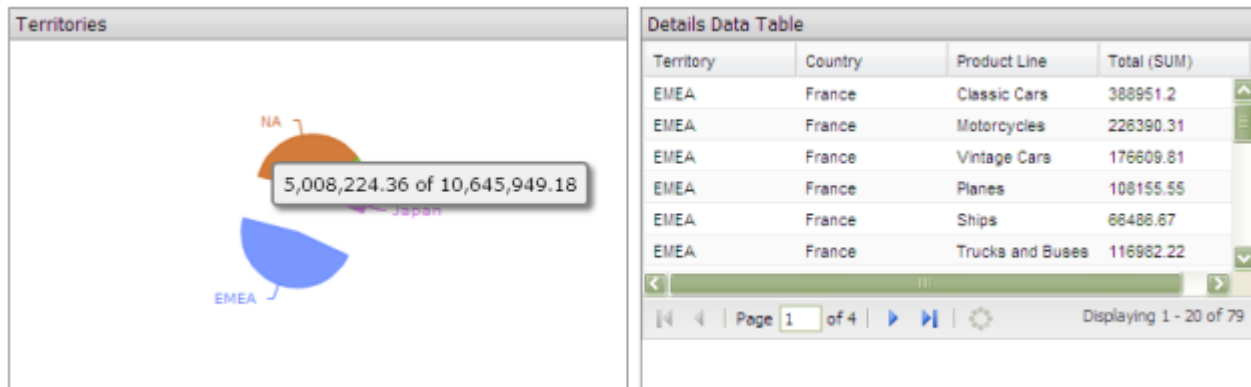 Territories
NA
5,008,224.36 of 10,645,949.18
Japan
EMEA
Details Data Table
Territory Country Product Line Total (SUM)
EMEA France Classic Cars 388951.2
EMEA France Motorcycles 226390.31
EMEA France Vintage Cars 176609.81
EMEA France Planes 108155.55
EMEA France Ships 66486.67
EMEA France Trucks and Buses 116982.22
Page 1 of 4 Displaying 1 - 20 of 79